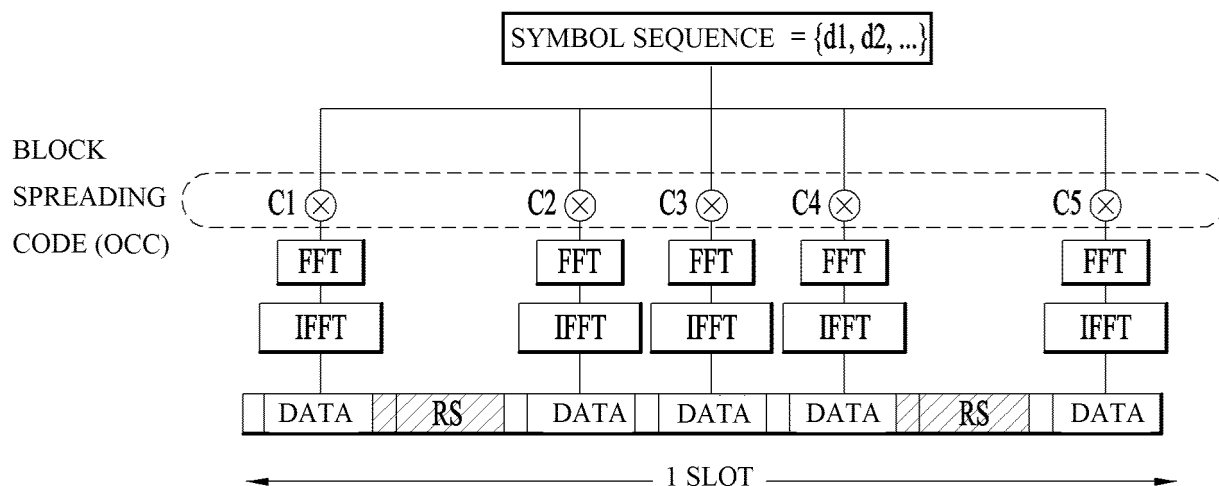 SYMBOL SEQUENCE = {d1, d2, ...}
BLOCK
SPREADING
CODE (OCC)
C1 C2 C3 C4 C5
FFT FFT FFT FFT FFT
IFFT IFFT IFFT IFFT IFFT
DATA RS DATA DATA DATA RS DATA
1 SLOT